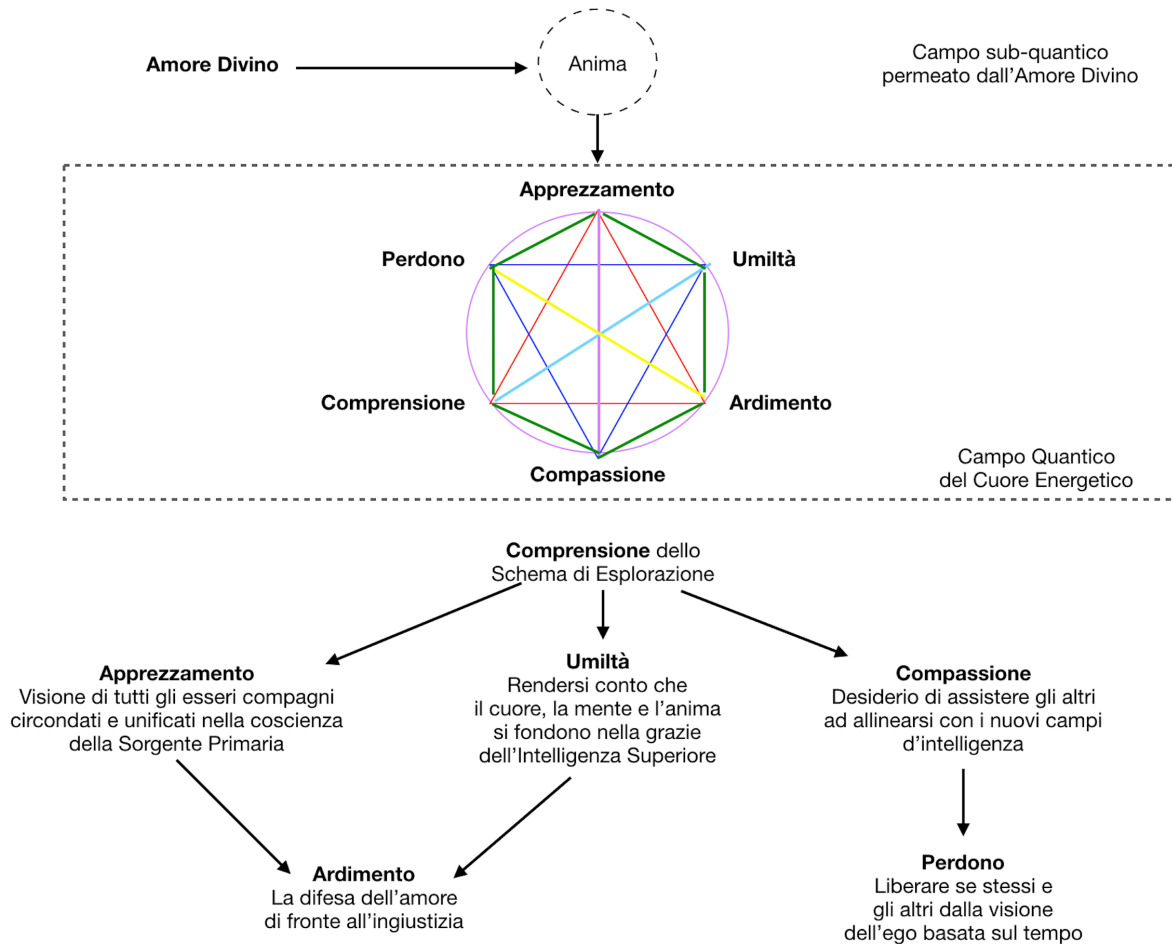 Amore Divino
Anima
Campo sub-quantico
permeato dall'Amore Divino
Apprezzamento
Perdono
Umiltà
Comprensione
Ardimento
Compassione
Campo Quantico
del Cuore Energetico
Comprensione dello
Schema di Esplorazione
Apprezzamento
Visione di tutti gli esseri compagni
circondati e unificati nella coscienza
della Sorgente Primaria
Umiltà
Rendersi conto che
il cuore, la mente e l'anima
si fondono nella grazie
dell'Intelligenza Superiore
Compassione
Desiderio di assistere gli altri
ad allinearsi con i nuovi campi
d'intelligenza
Ardimento
La difesa dell'amore
di fronte all'ingiustizia
Perdono
Liberare se stessi e
gli altri dalla visione
dell'ego basata sul tempo